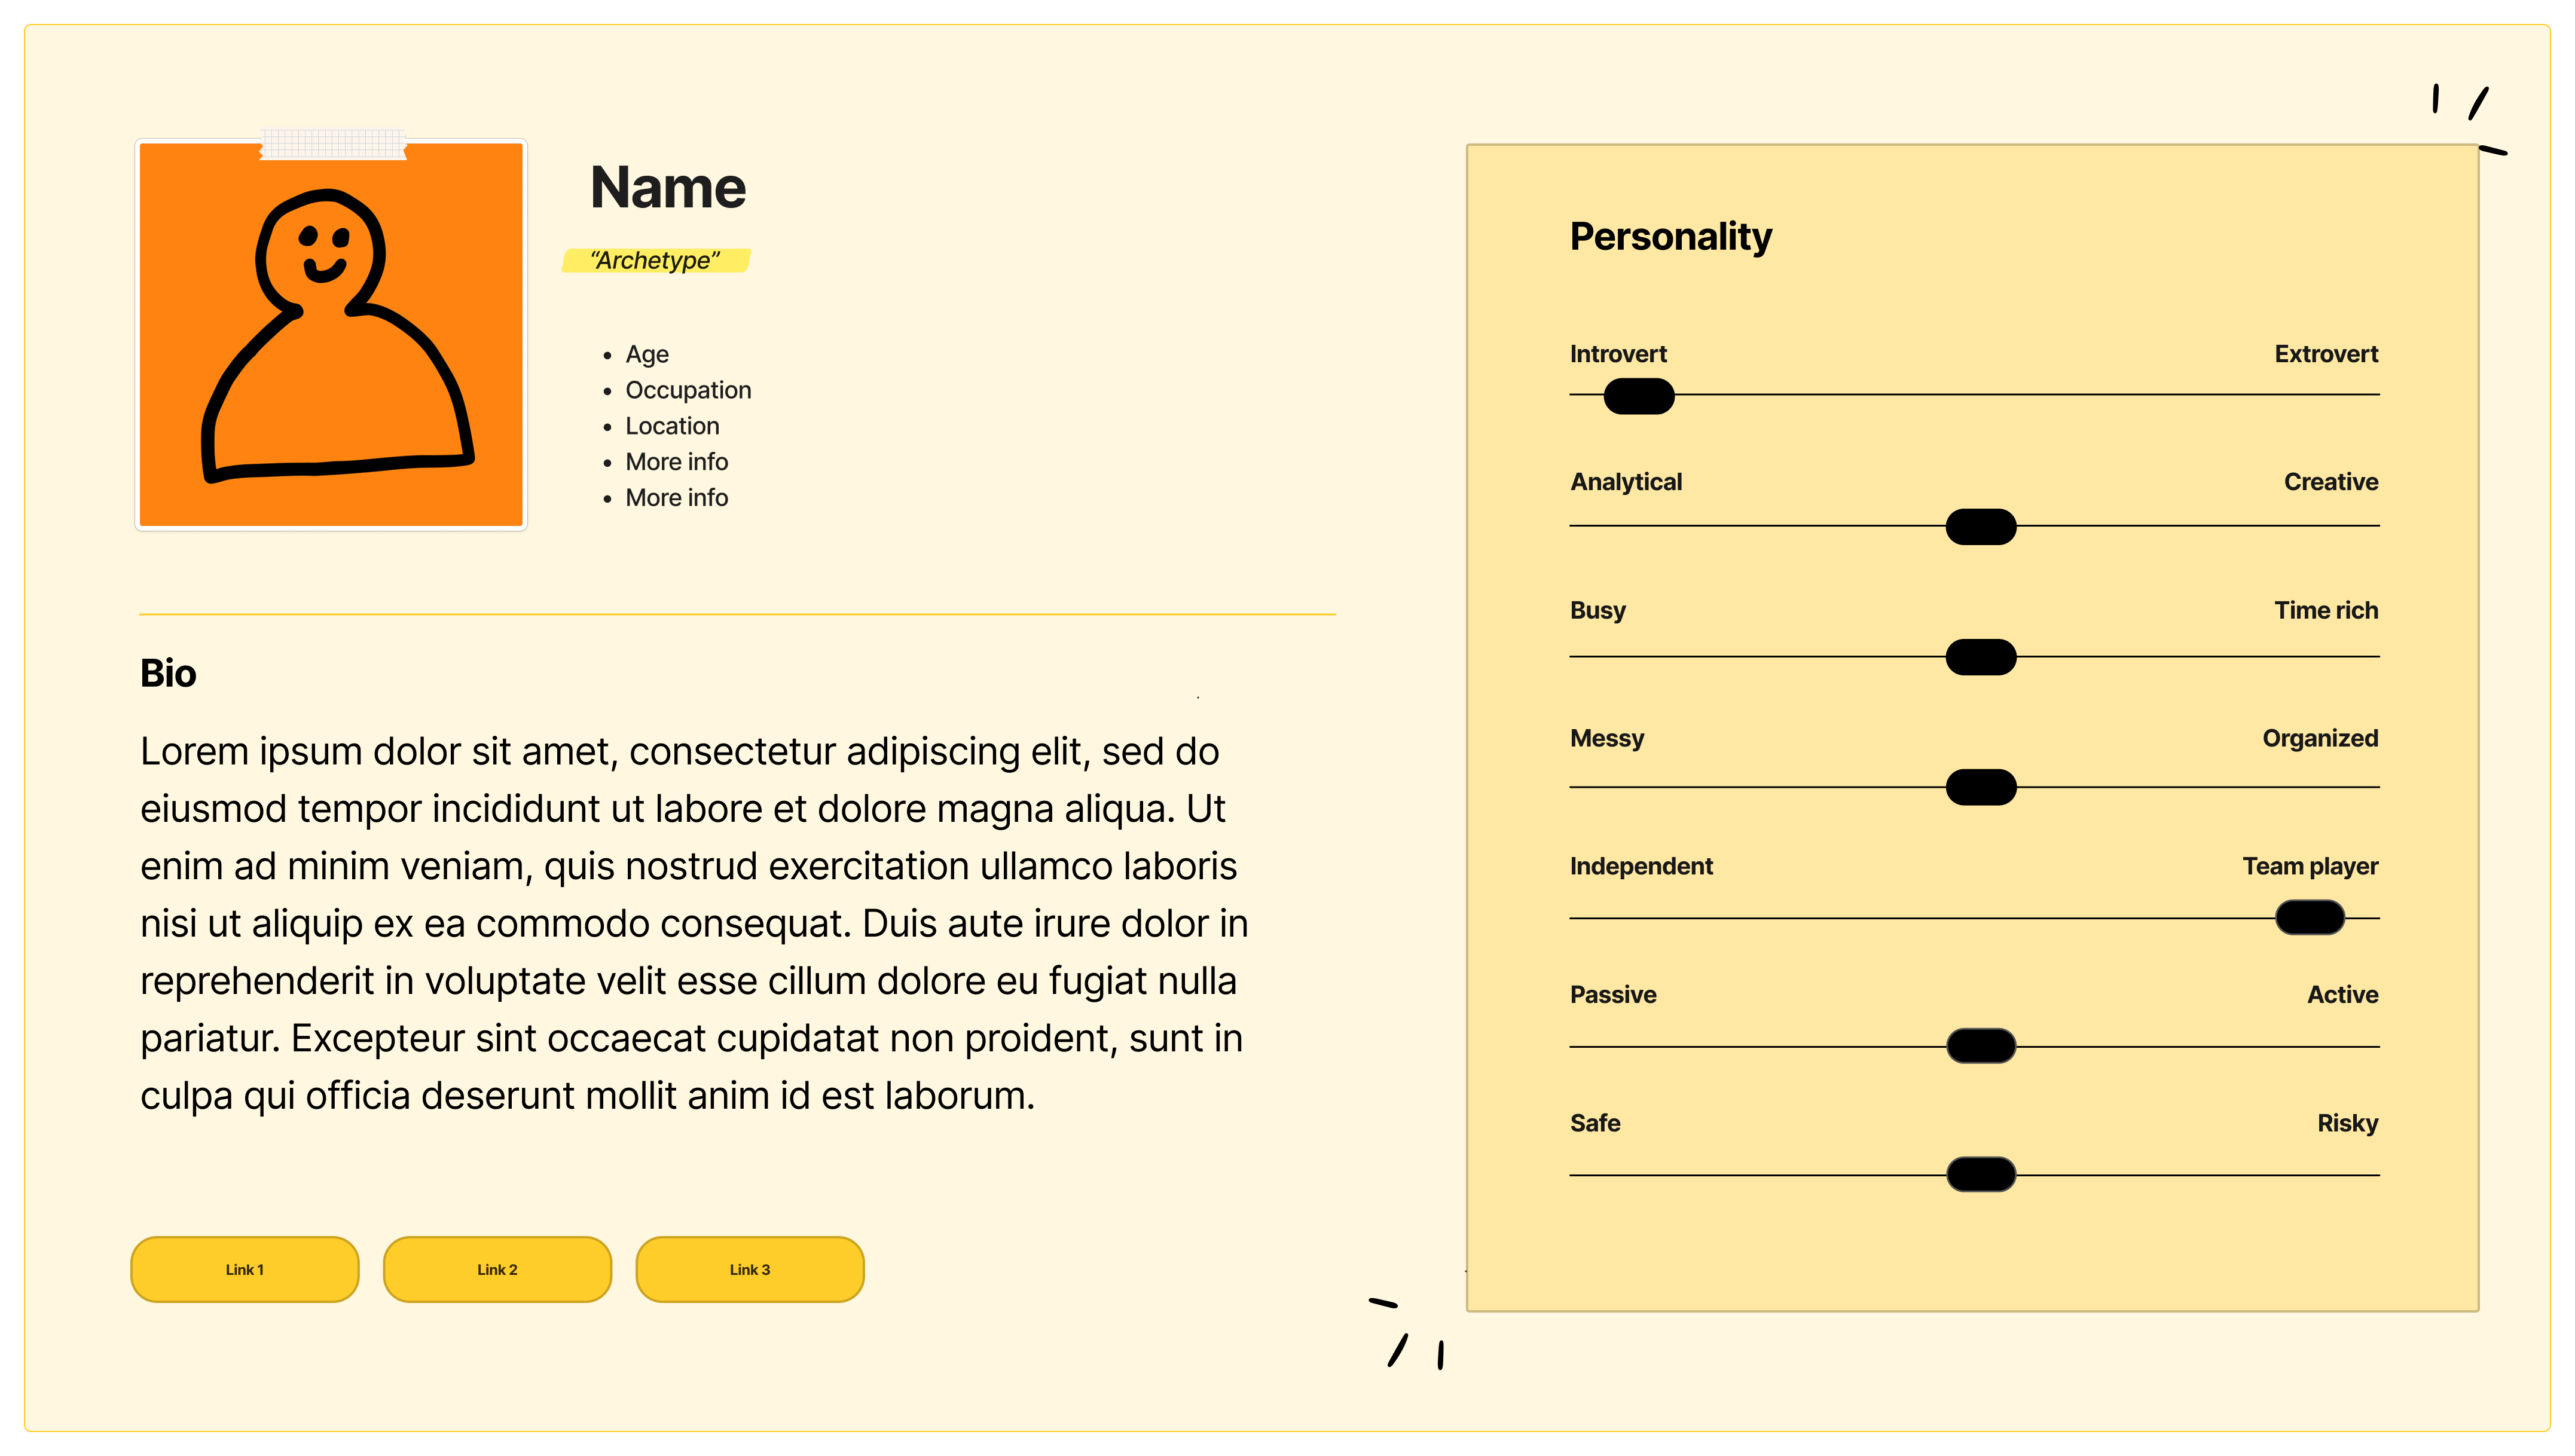 Name
“Archetype”
• Age
• Occupation
• Location
• More info
• More info
Bio
Lorem ipsum dolor sit amet, consectetur adipiscing elit, sed do
eiusmod tempor incididunt ut labore et dolore magna aliqua. Ut
enim ad minim veniam, quis nostrud exercitation ullamco laboris
nisi ut aliquip ex ea commodo consequat. Duis aute irure dolor in
reprehenderit in voluptate velit esse cillum dolore eu fugiat nulla
pariatur. Excepteur sint occaecat cupidatat non proident, sunt in
culpa qui officia deserunt mollit anim id est laborum.
Link 1
Link 2
Link 3
Personality
Introvert Extrovert
Analytical Creative
Busy Time rich
Messy Organized
Independent Team player
Passive Active
Safe Risky